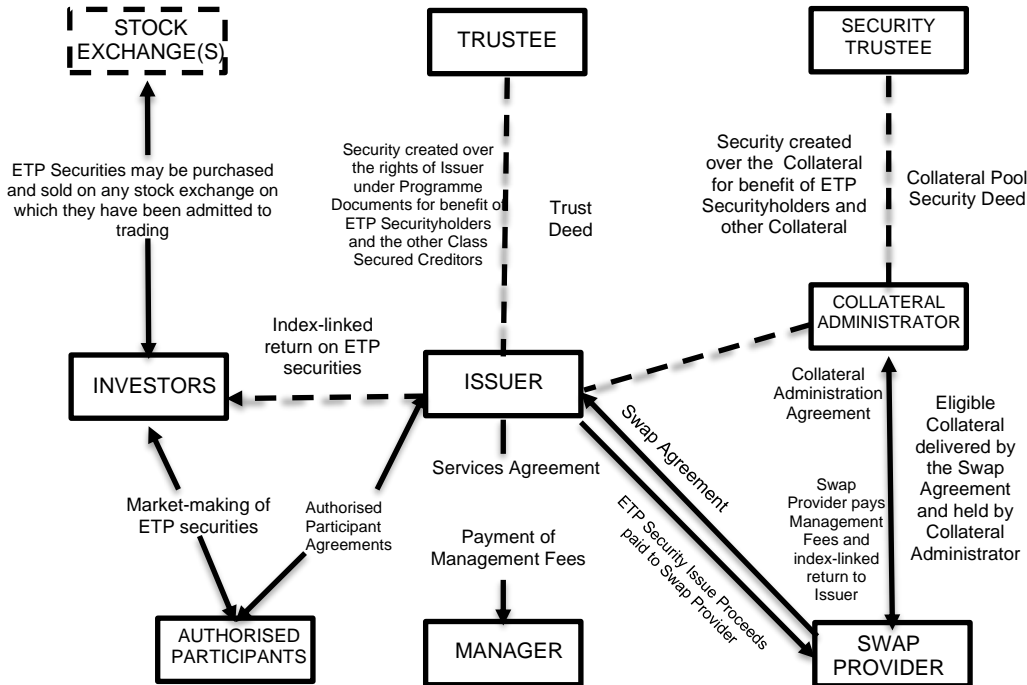 STOCK
EXCHANGE(S)
TRUSTEE
SECURITY
TRUSTEE
ETP Securities may be purchased
and sold on any stock exchange on
which they have been admitted to
trading
Security created over
the rights of Issuer
under Programme
Documents for benefit of
ETP Securityholders
and the other Class
Secured Creditors
Trust
Deed
Security created
over the Collateral
for benefit of ETP
Securityholders and
other Collateral
Collateral Pool
Security Deed
COLLATERAL
ADMINISTRATOR
Index-linked
return on ETP
securities
INVESTORS
ISSUER
Collateral
Administration
Agreement
Eligible
Collateral
delivered by
the Swap
Agreement
and held by
Collateral
Administrator
Swap Agreement
Services Agreement
Market-making of
ETP securities
Authorised
Participant
Agreements
ETP Security Issue Proceeds
paid to Swap Provider
Swap
Provider pays
Management
Fees and
index-linked
return to
Issuer
Payment of
Management Fees
AUTHORISED
PARTICIPANTS
MANAGER
SWAP
PROVIDER